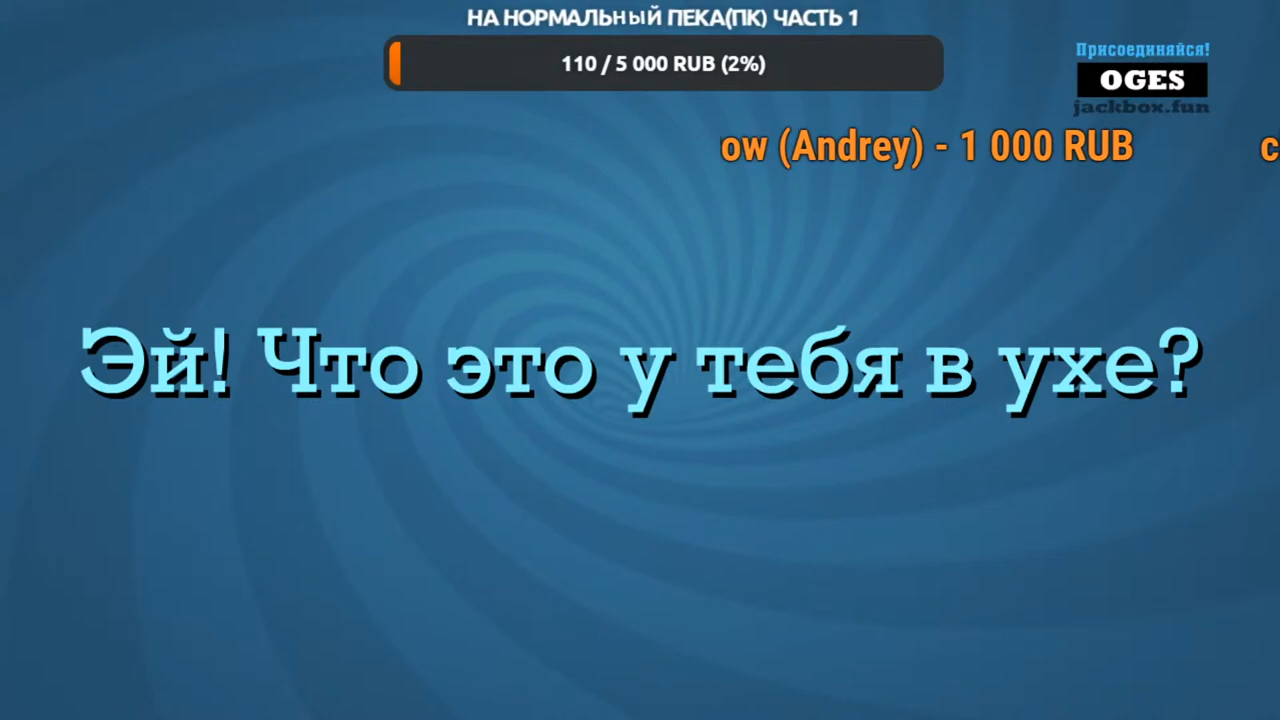 НА НОРМАЛЬНЫЙ ПЕКА(ПК) ЧАСТЬ 1
110 / 5 000 RUB (2%)
Присоединяйся!
OGES
jackbox.fun
ow (Andrey) - 1 000 RUB
Эй! Что это у тебя в ухе?